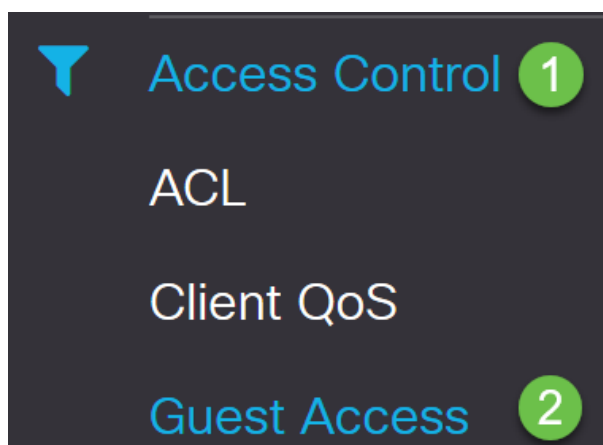 Access Control 1
ACL
Client QoS
Guest Access 2